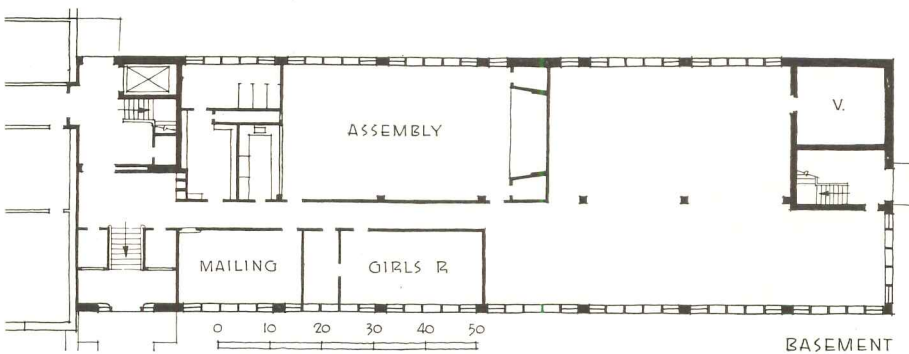 V.
ASSEMBLY
MAILING
GIRLS R
0 10 20 30 40 50
BASEMENT